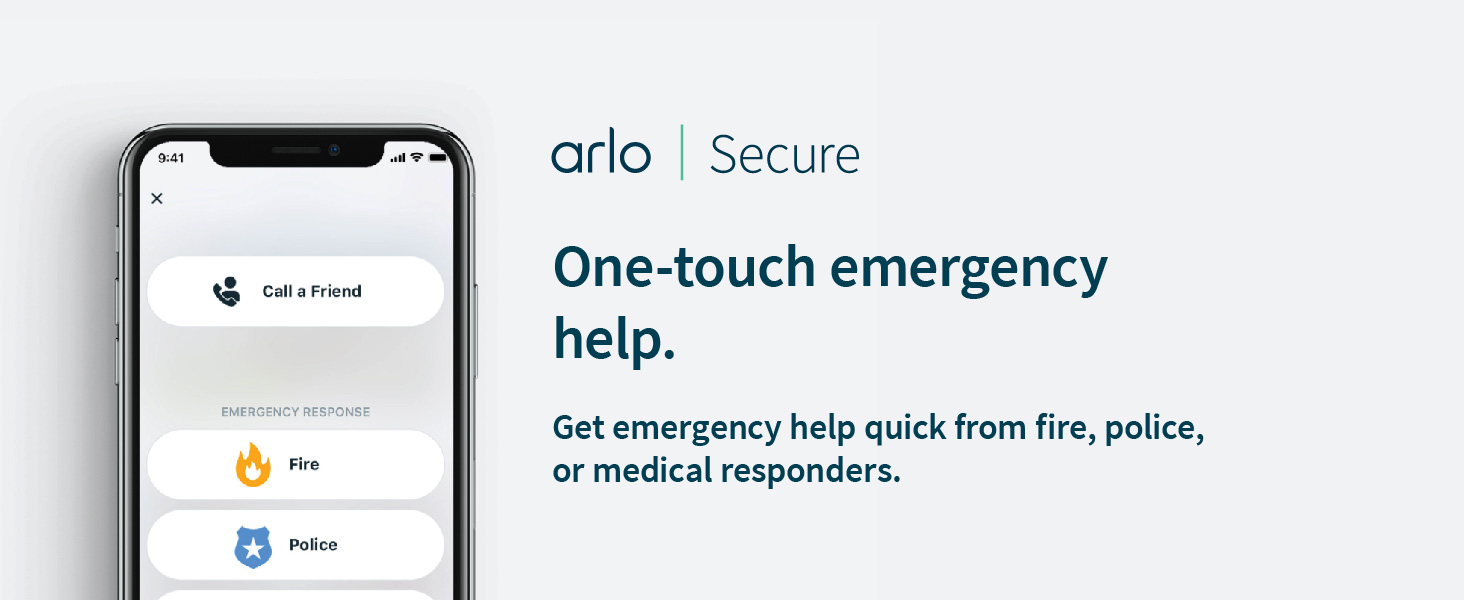 9:41
Call a Friend
EMERGENCY RESPONSE
Fire
Police
arlo | Secure
One-touch emergency
help.
Get emergency help quick from fire, police,
or medical responders.